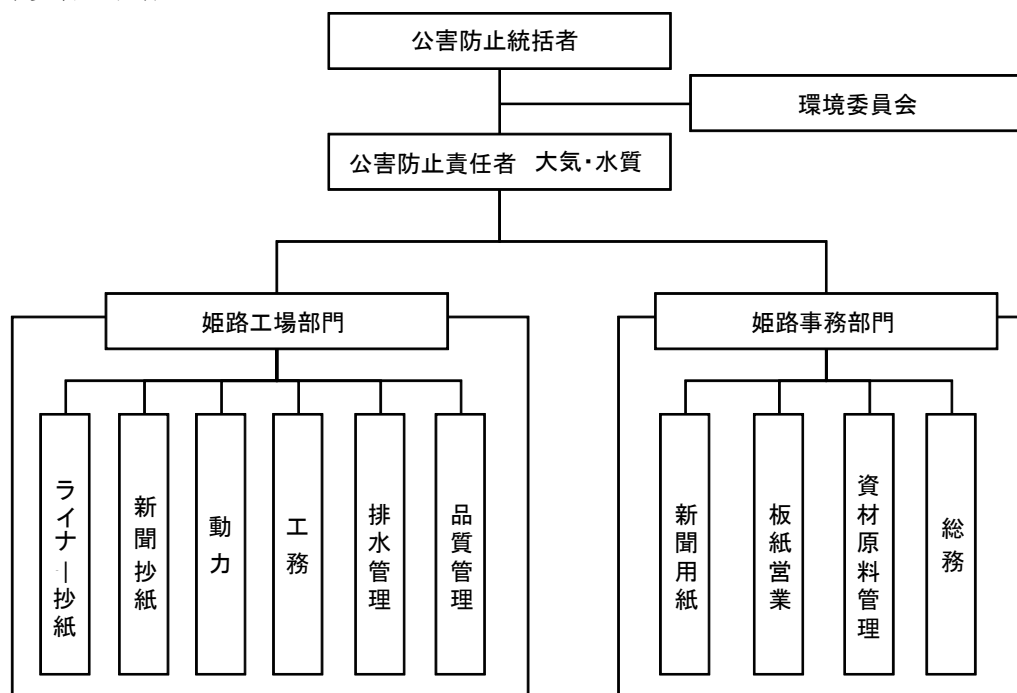 公害防止統括者
環境委員会
公害防止責任者 大気・水質
姫路工場部門
姫路事務部門
ライナー抄紙
新聞抄紙
動力
工務
排水管理
品質管理
新聞用紙
板紙営業
資材原料管理
総務